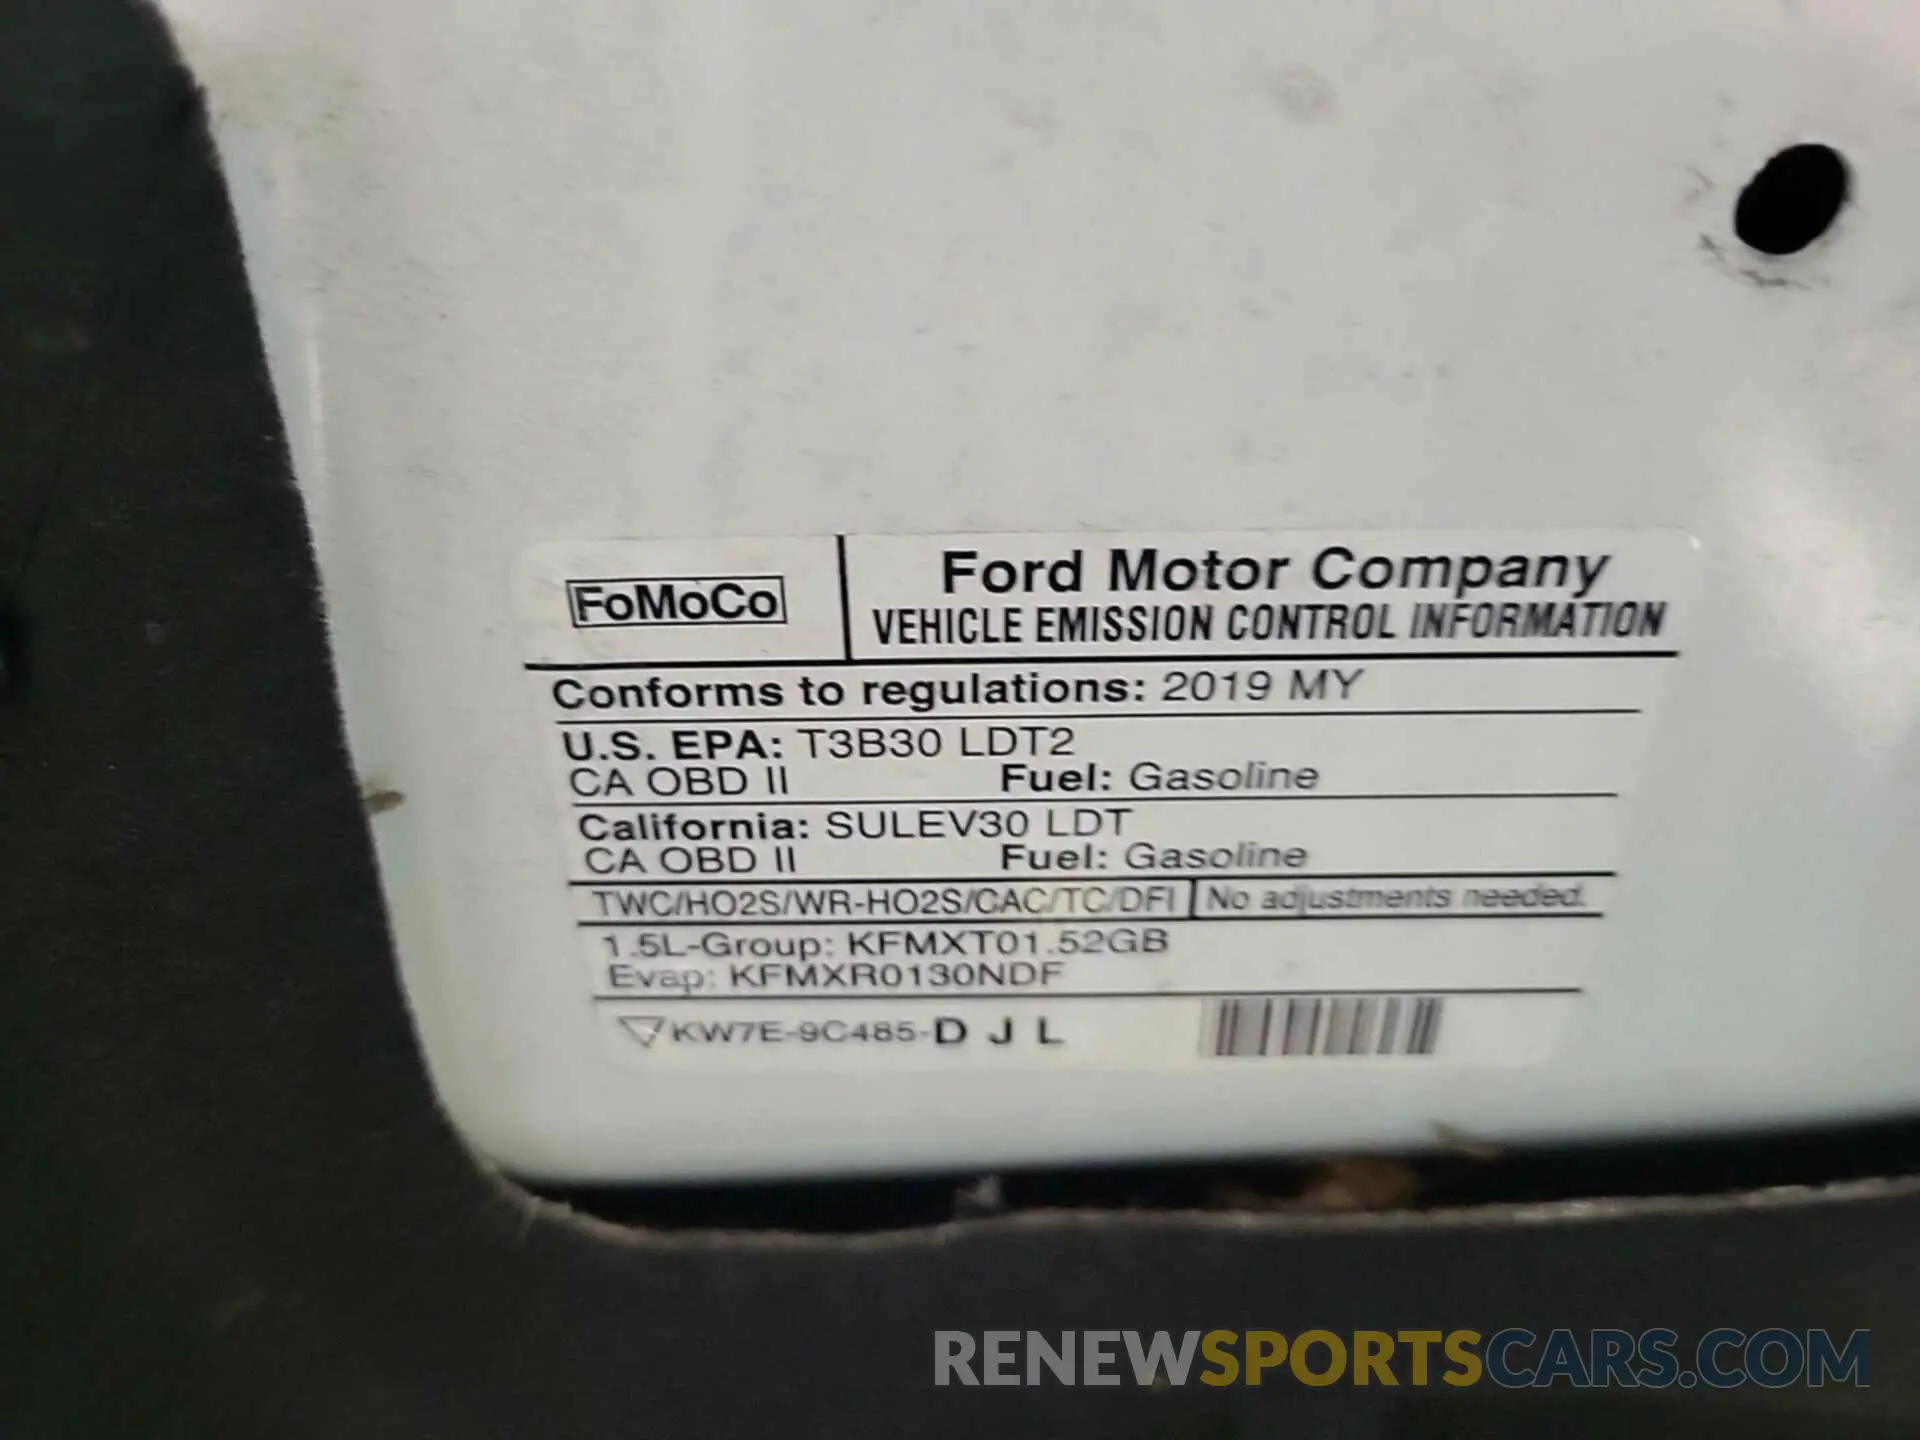 FoMoCo
Ford Motor Company
VEHICLE EMISSION CONTROL INFORMATION
Conforms to regulations: 2019 MY
U.S. EPA: T3B30 LDT2
CA OBD II Fuel: Gasoline
California: SULEV30 LDT
CA OBD II Fuel: Gasoline
TWC/HO2S/WR-HO2S/CAC/TC/DFI No adjustments needed.
1.5L-Group: KFMXT01.52GB
Evap: KFMXR0130NDF
KW7E-9C485-D J L
RENEWSPORTSCARS.COM